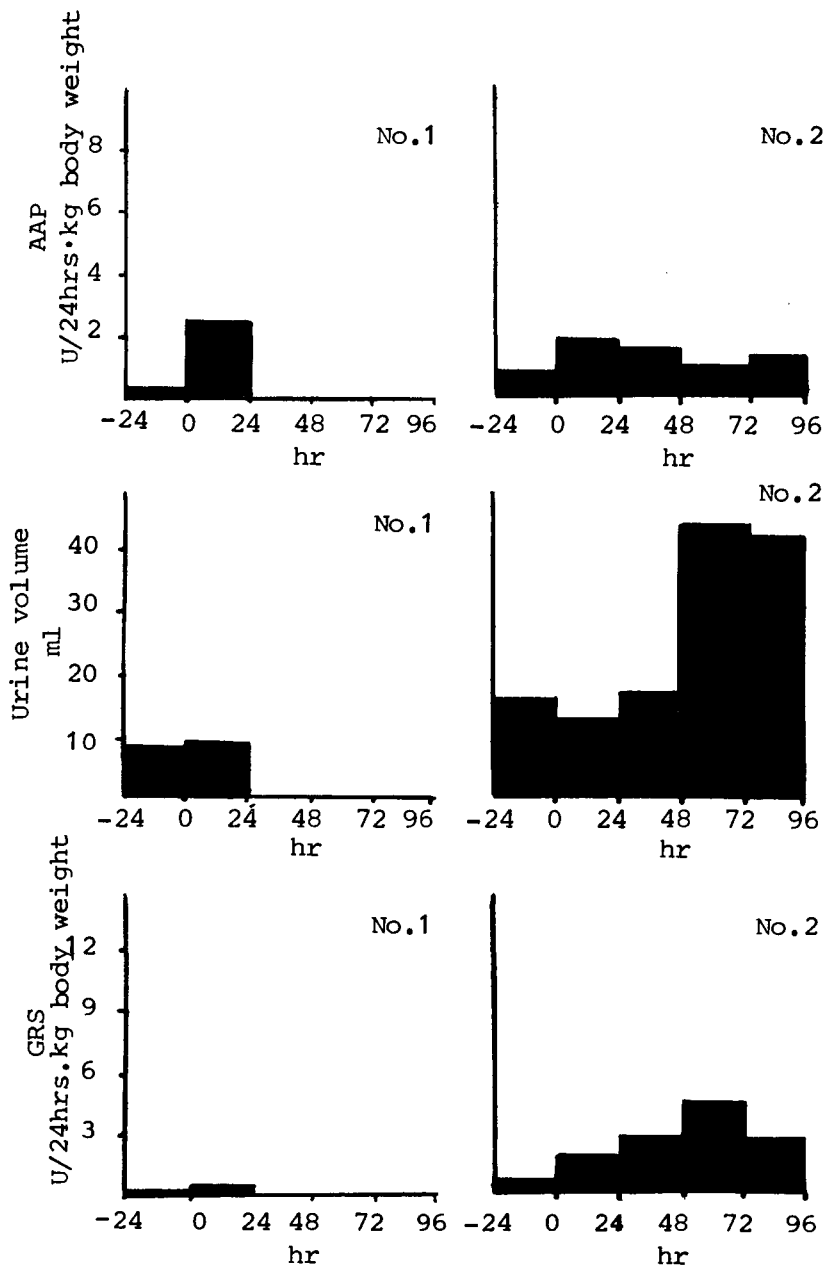 AAP
U/24hrs•kg body weight
8
6
4
2
No.1
-24 0 24 48 72 96
hr
No.2
-24 0 24 48 72 96
hr
Urine volume
ml
40
30
20
10
No.1
-24 0 24 48 72 96
hr
No.2
-24 0 24 48 72 96
hr
GRS
U/24hrs.kg body weight
12
9
6
3
No.1
-24 0 24 48 72 96
hr
No.2
-24 0 24 48 72 96
hr